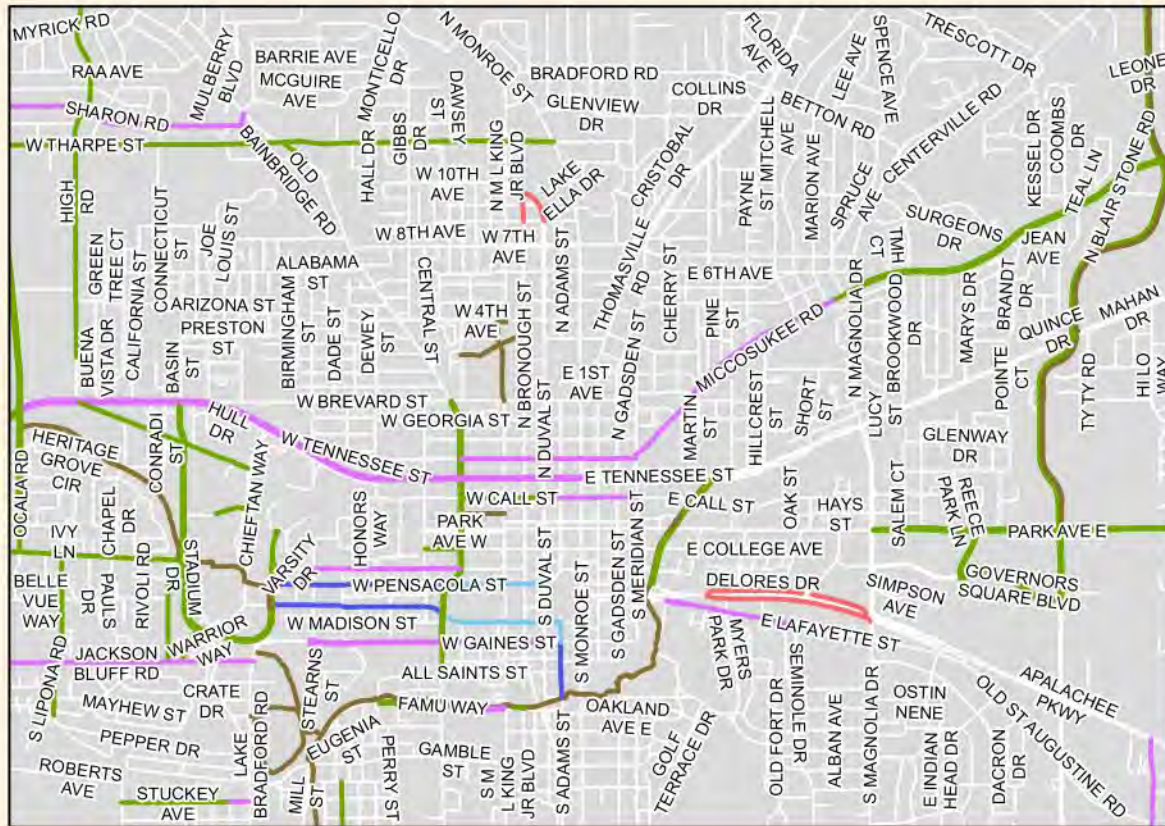 MYRICK RD
RAA AVE
MULBERRY
BLVD
BARRIE AVE
MCGUIRE
AVE
MONTICELLO
DR
N MONROE ST
BRADFORD RD
GLENVIEW
DR
COLLINS
DR
FLORIDA
AVE
LEE AVE
SPENCE AVE
TRESCOTT DR
LEONE
DR
SHARON RD
W THARPE ST
OLD
BAINBRIDGE RD
HALL DR
GIBBS
DR
DAWSEY
ST
W 10TH
AVE
N M L KING
JR BLVD
LAKE
ELLA DR
CRISTOBAL
DR
PAYNE
ST
MITCHELL
AVE
MARION AVE
BETTON RD
SPRUCE
AVE
CENTERVILLE RD
KESSEL DR
COOMBS
DR
TEAL LN
HIGH
RD
GREEN
TREE CT
CALIFORNIA ST
CONNECTICUT
ST
JOE
LOUIS ST
W 8TH AVE
W 7TH
AVE
SURGEONS
DR
JEAN
AVE
N BLAIR STONE RD
ALABAMA
ST
ARIZONA ST
PRESTON
ST
BIRMINGHAM
ST
DADE ST
DEWEY
ST
CENTRAL ST
W 4TH
AVE
N BRONOUGH ST
N ADAMS ST
THOMASVILLE
RD
CHERRY ST
E 6TH AVE
PINE
ST
TMH
CT
N MAGNOLIA DR
BROOKWOOD
DR
MARYS DR
BRANDT
DR
QUINCE
DR
MAHAN
DR
BUENA
VISTA DR
BASIN
ST
W BREVARD ST
W GEORGIA ST
E 1ST
AVE
N DUVAL ST
N GADSDEN ST
MICCOSUKEE RD
MARTIN
ST
HILLCREST
ST
SHORT
ST
LUCY
ST
POINTE
CT
TY TY RD
HI LO
WAY
HERITAGE
GROVE
CIR
CONRADI
ST
HULL
DR
W TENNESSEE ST
E TENNESSEE ST
GLENWAY
DR
OCALA RD
CHAPEL
DR
CHIEFTAN WAY
HONORS
WAY
W CALL ST
E CALL ST
OAK ST
HAYS
ST
SALEM CT
REECE
PARK LN
PARK AVE E
IVY
LN
PARK
AVE W
E COLLEGE AVE
BELLE
VUE
WAY
PAULS
DR
RIVOLI RD
STADIUM
DR
VARSITY
DR
W PENSACOLA ST
S DUVAL ST
S MONROE ST
S GADSDEN ST
S MERIDIAN ST
DELORES DR
SIMPSON
AVE
GOVERNORS
SQUARE BLVD
WARRIOR
WAY
W MADISON ST
W GAINES ST
E LAFAYETTE ST
S LIPONA RD
JACKSON
BLUFF RD
STEARNS
ST
ALL SAINTS ST
MYERS
PARK DR
APALACHEE
PKWY
MAYHEW ST
CRATE
DR
FAMU WAY
OAKLAND
AVE E
OLD FORT DR
SEMINOLE DR
ALBAN AVE
S MAGNOLIA DR
OSTIN
NENE
OLD ST AUGUSTINE RD
PEPPER DR
LAKE
BRADFORD RD
EUGENIA
ST
GAMBLE
ST
GOLF
TERRACE DR
E INDIAN
HEAD DR
DACRON
DR
ROBERTS
AVE
STUCKEY
AVE
MILL
ST
PERRY ST
S M
L KING
JR BLVD
S ADAMS ST